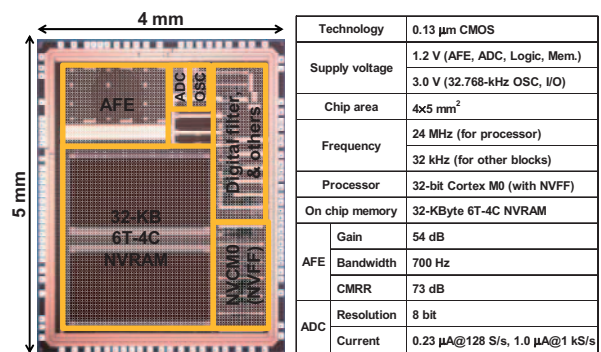 4 mm
5 mm
AFE
ADC
OSC
Digital filter,
& others
32-KB
6T-4C
NVRAM
NVCM0
(NVFF)
Technology 0.13 μm CMOS
Supply voltage 1.2 V (AFE, ADC, Logic, Mem.)
3.0 V (32.768-kHz OSC, I/O)
Chip area 4×5 mm²
Frequency 24 MHz (for processor)
32 kHz (for other blocks)
Processor 32-bit Cortex M0 (with NVFF)
On chip memory 32-KByte 6T-4C NVRAM
AFE Gain 54 dB
Bandwidth 700 Hz
CMRR 73 dB
ADC Resolution 8 bit
Current 0.23 μA@128 S/s, 1.0 μA@1 kS/s